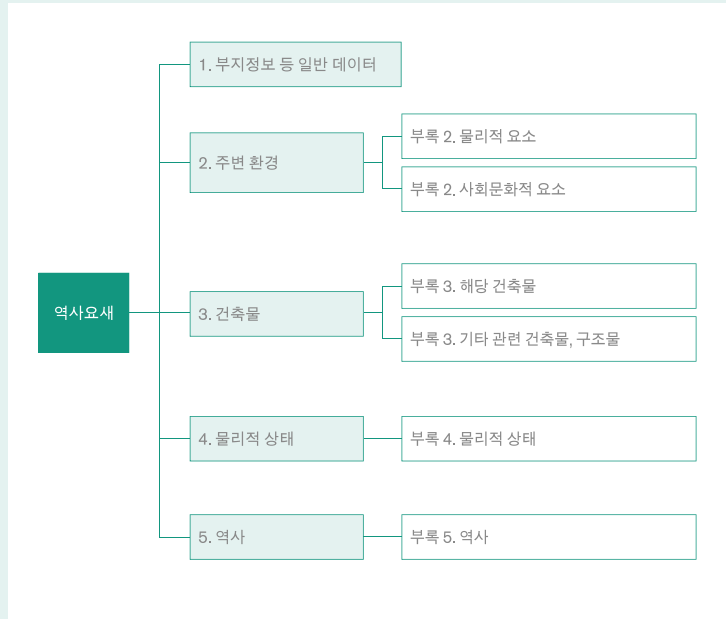 역사요새
1. 부지정보 등 일반 데이터
2. 주변 환경
부록 2. 물리적 요소
부록 2. 사회문화적 요소
3. 건축물
부록 3. 해당 건축물
부록 3. 기타 관련 건축물, 구조물
4. 물리적 상태
부록 4. 물리적 상태
5. 역사
부록 5. 역사